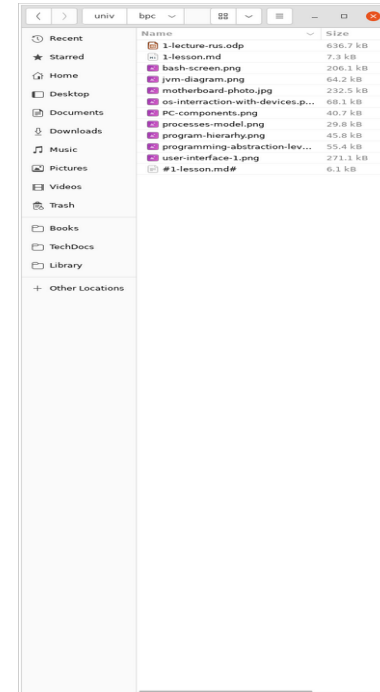 univ bpc
Recent
Starred
Home
Desktop
Documents
Downloads
Music
Pictures
Videos
Trash
Books
TechDocs
Library
+ Other Locations
Name Size
1-lecture-rus.odp 636.7 kB
1-lesson.md 7.3 kB
bash-screen.png 206.1 kB
jvm-diagram.png 64.2 kB
motherboard-photo.jpg 232.5 kB
os-interraction-with-devices.p... 68.1 kB
PC-components.png 40.7 kB
processes-model.png 29.8 kB
program-hierarhy.png 45.8 kB
programming-abstraction-lev... 55.4 kB
user-interface-1.png 271.1 kB
#1-lesson.md# 6.1 kB